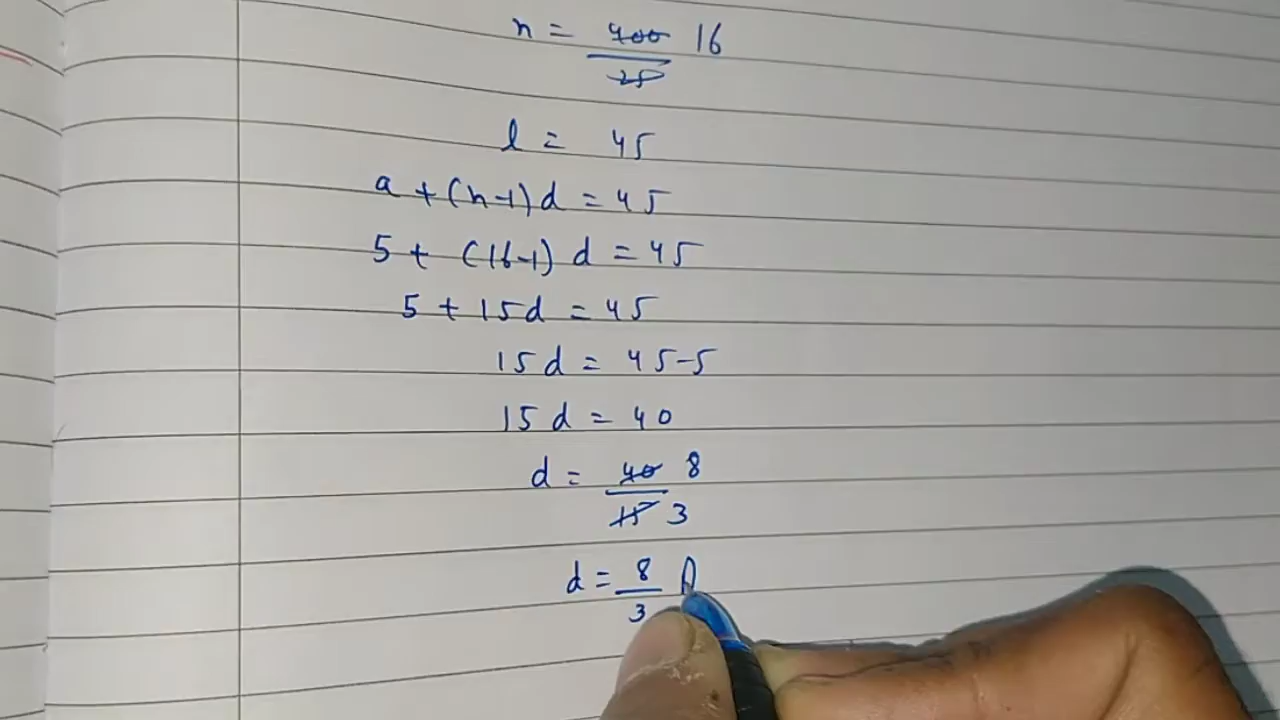 n = 400/25 16
l = 45
a + (n-1)d = 45
5 + (16-1) d = 45
5 + 15d = 45
15d = 45-5
15d = 40
d = 40/15 8/3
d = 8/3